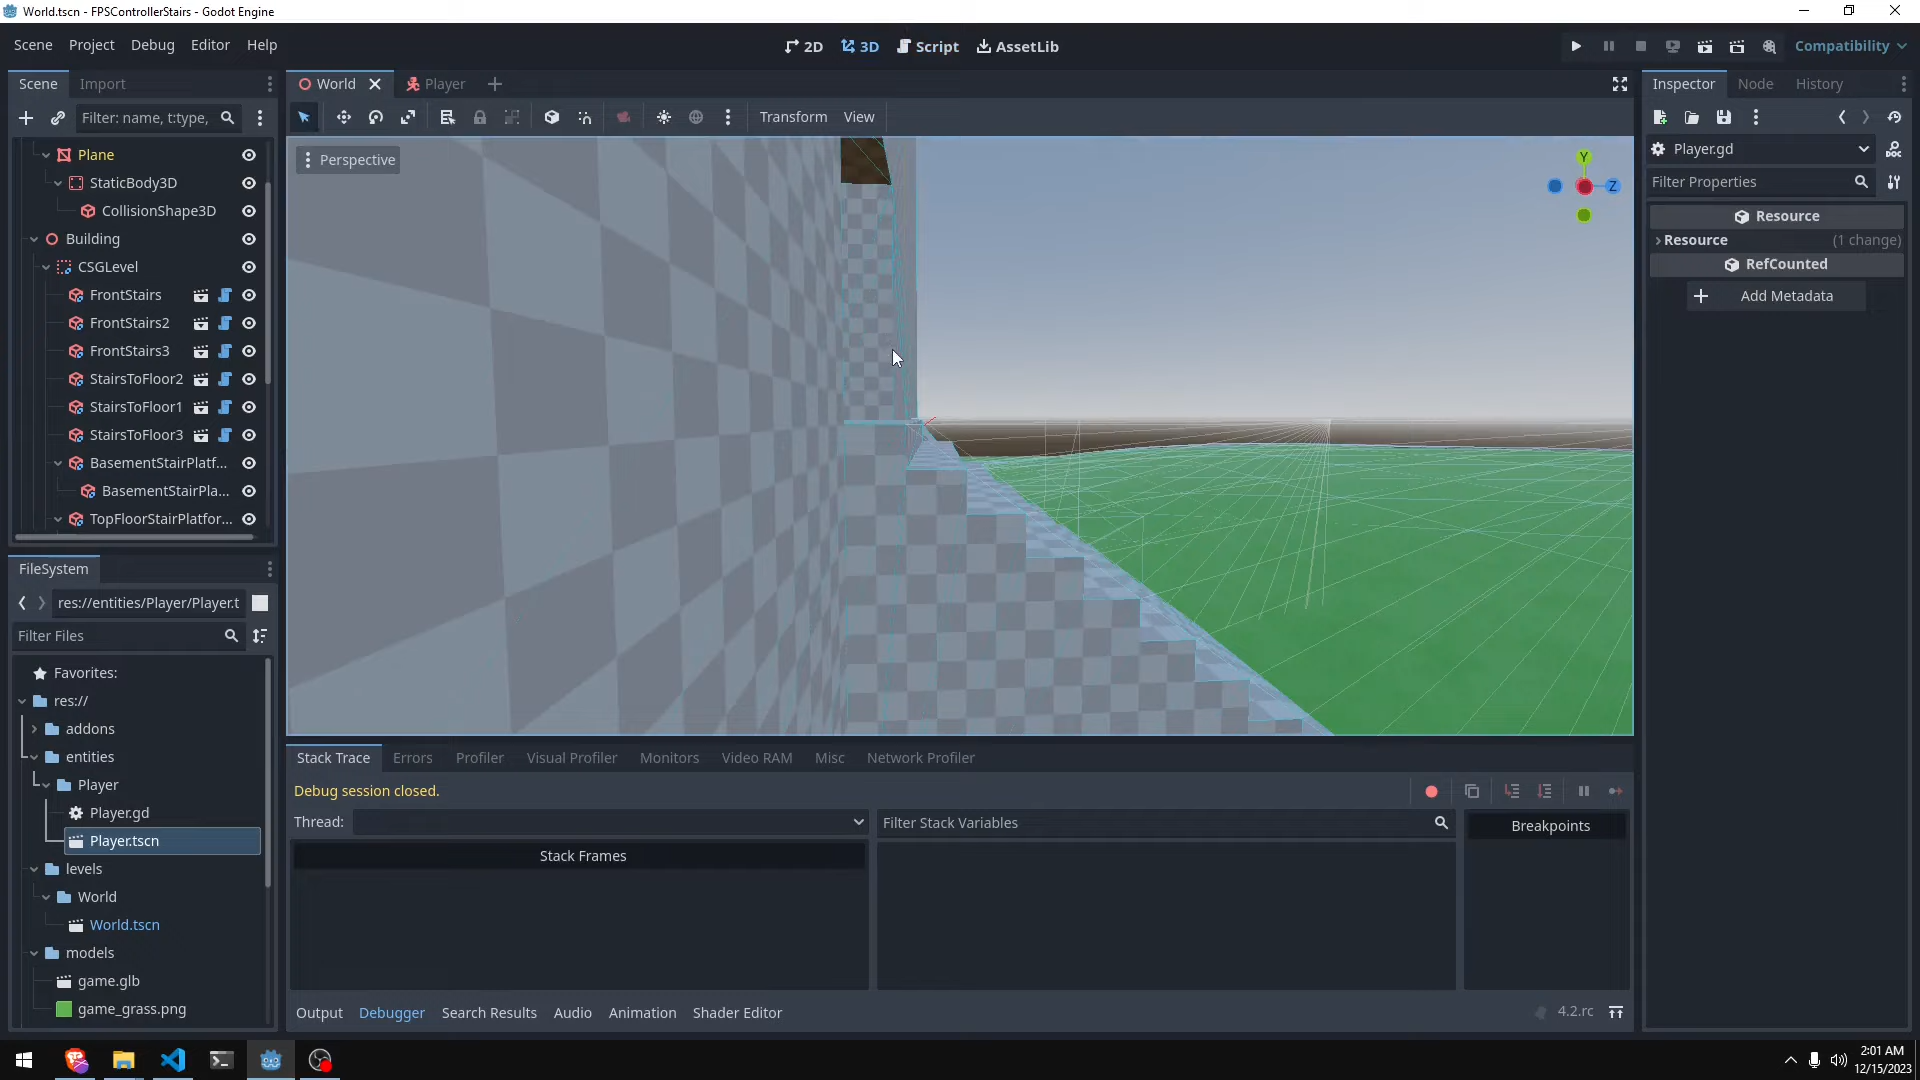 World.tscn - FPSControllerStairs - Godot Engine
Scene Project Debug Editor Help
2D 3D Script AssetLib
Compatibility
Scene Import
World Player
Inspector Node History
Filter: name, t:type,
Transform View
Perspective
Y
Z
Plane
StaticBody3D
CollisionShape3D
Building
CSGLevel
FrontStairs
FrontStairs2
FrontStairs3
StairsToFloor2
StairsToFloor1
StairsToFloor3
BasementStairPlatf...
BasementStairPla...
TopFloorStairPlatfor...
Player.gd
DOC
Filter Properties
Resource
Resource (1 change)
RefCounted
Add Metadata
FileSystem
res://entities/Player/Player.t
Filter Files
Favorites:
res://
addons
entities
Player
Player.gd
Player.tscn
levels
World
World.tscn
models
game.glb
game_grass.png
Stack Trace Errors Profiler Visual Profiler Monitors Video RAM Misc Network Profiler
Debug session closed.
Thread:
Filter Stack Variables
Breakpoints
Stack Frames
Output Debugger Search Results Audio Animation Shader Editor
4.2.rc
2:01 AM
12/15/2023